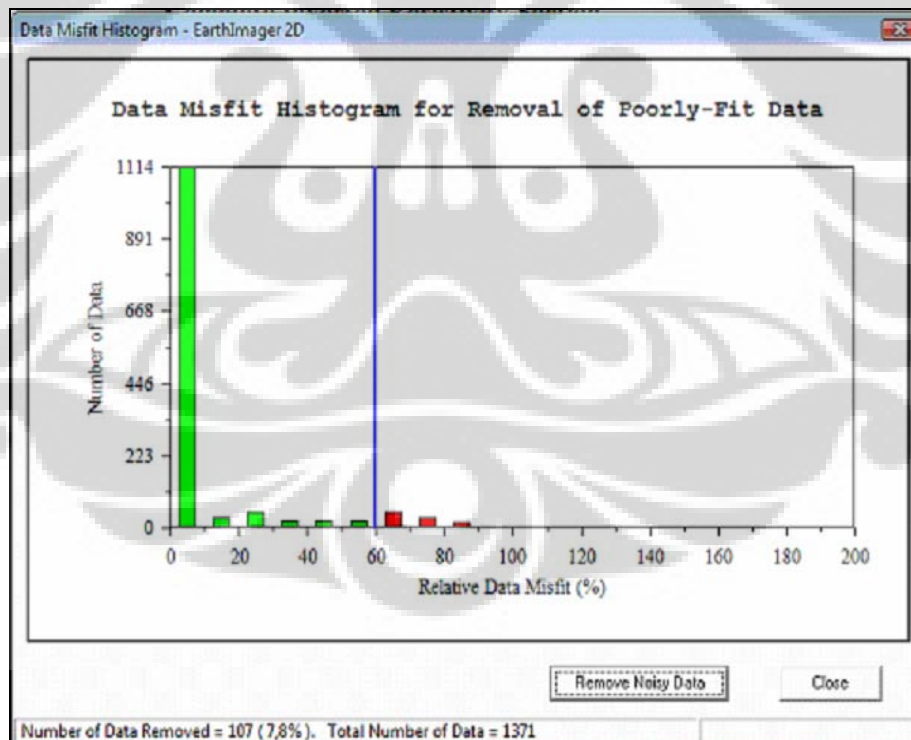 Data Misfit Histogram - EarthImager 2D
Data Misfit Histogram for Removal of Poorly-Fit Data
1114
891
668
446
223
0
Number of Data
0 20 40 60 80 100 120 140 160 180 200
Relative Data Misfit (%)
Remove Noisy Data
Close
Number of Data Removed = 107 (7,8%). Total Number of Data = 1371